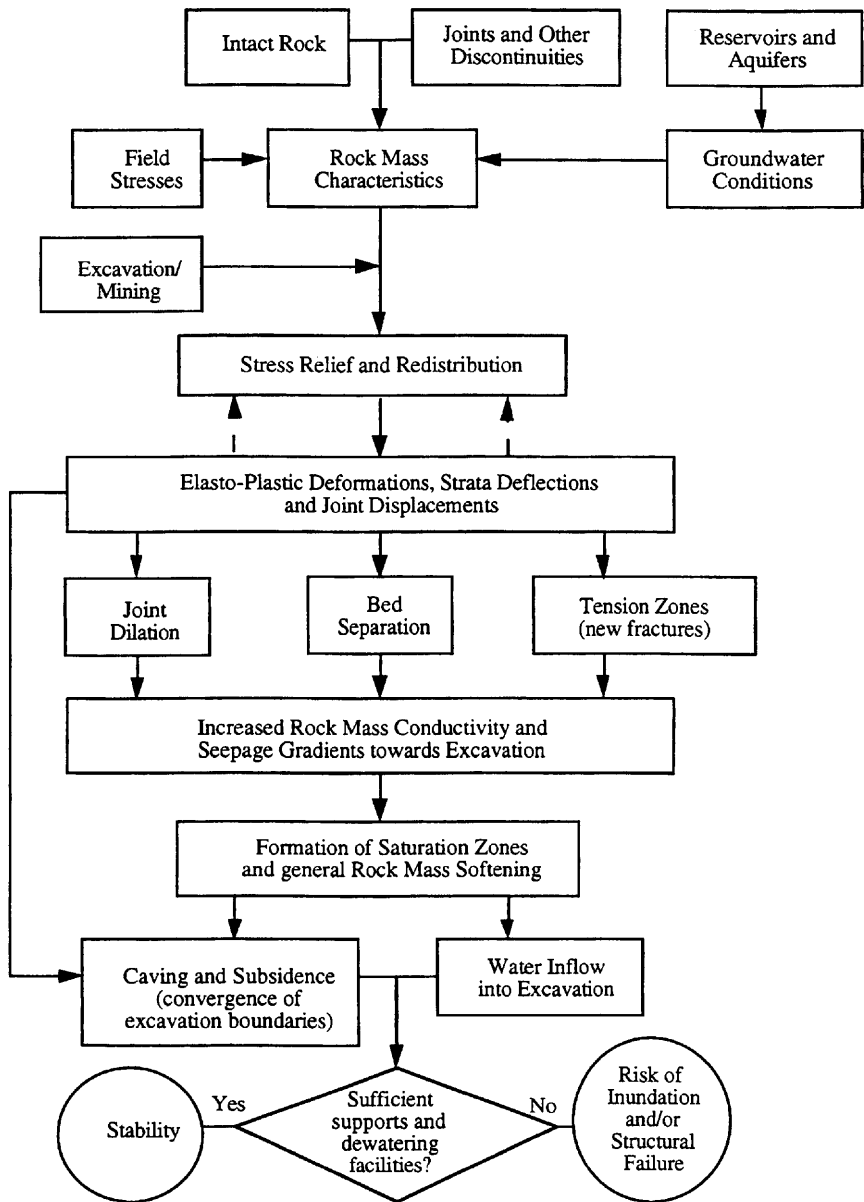 Intact Rock
Joints and Other
Discontinuities
Reservoirs and
Aquifers
Field
Stresses
Rock Mass
Characteristics
Groundwater
Conditions
Excavation/
Mining
Stress Relief and Redistribution
Elasto-Plastic Deformations, Strata Deflections
and Joint Displacements
Joint
Dilation
Bed
Separation
Tension Zones
(new fractures)
Increased Rock Mass Conductivity and
Seepage Gradients towards Excavation
Formation of Saturation Zones
and general Rock Mass Softening
Caving and Subsidence
(convergence of
excavation boundaries)
Water Inflow
into Excavation
Stability
Yes
Sufficient
supports and
dewatering
facilities?
No
Risk of
Inundation
and/or
Structural
Failure